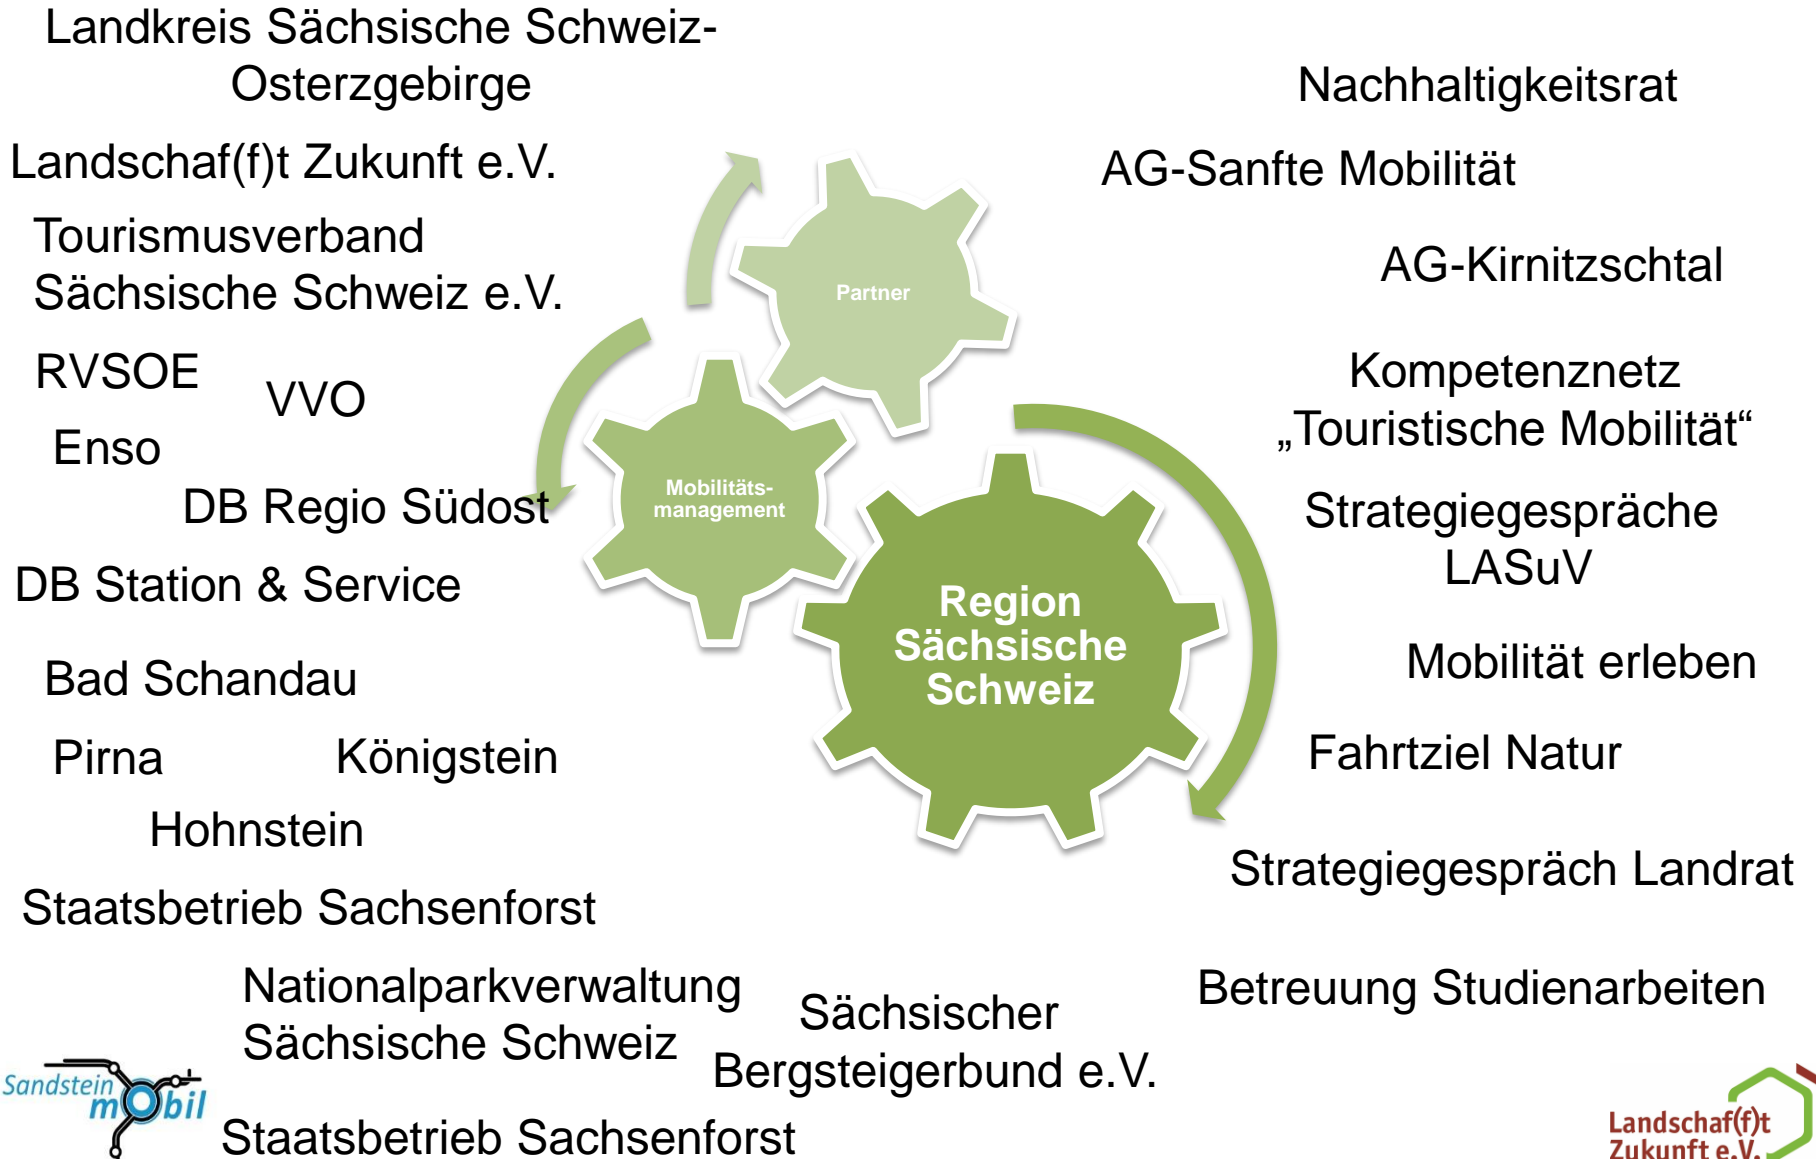 Landkreis Sächsische Schweiz-
Osterzgebirge
Landschaf(f)t Zukunft e.V.
Tourismusverband
Sächsische Schweiz e.V.
RVSOE
VVO
Enso
DB Regio Südost
DB Station & Service
Bad Schandau
Pirna
Königstein
Hohnstein
Staatsbetrieb Sachsenforst
Nationalparkverwaltung
Sächsische Schweiz
Sächsischer
Bergsteigerbund e.V.
Staatsbetrieb Sachsenforst
Partner
Mobilitäts-
management
Region
Sächsische
Schweiz
Nachhaltigkeitsrat
AG-Sanfte Mobilität
AG-Kirnitzschtal
Kompetenznetz
„Touristische Mobilität“
Strategiegespräche
LASuV
Mobilität erleben
Fahrtziel Natur
Strategiegespräch Landrat
Betreuung Studienarbeiten
Sandstein
mObil
Landschaf(f)t
Zukunft e.V.